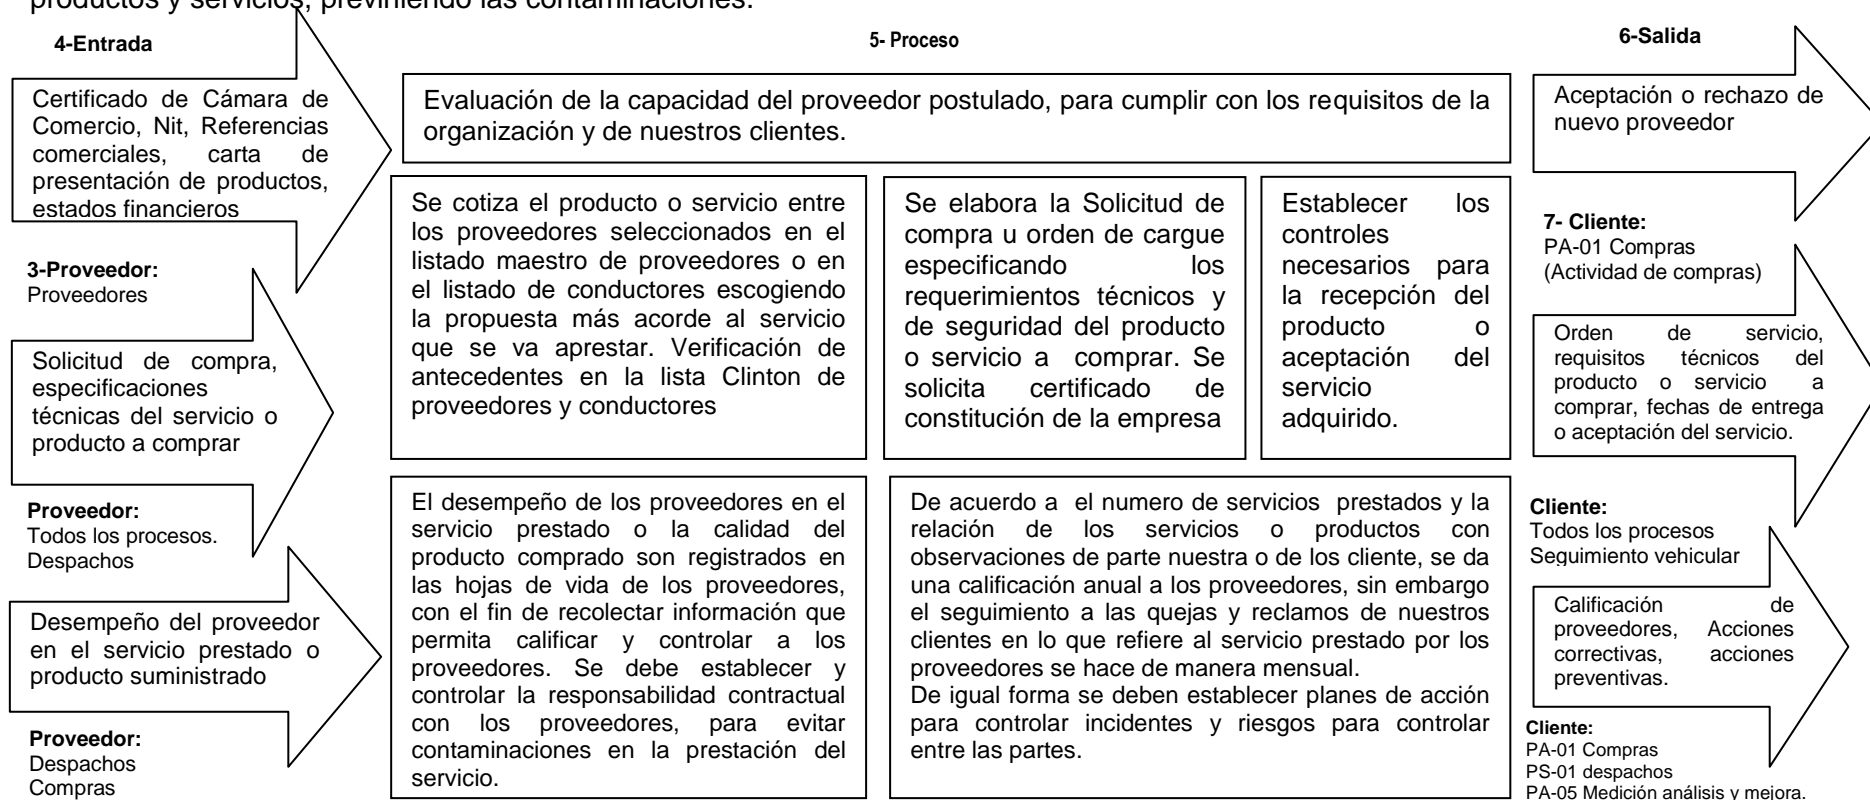 productos y servicios, previniendo las contaminaciones.
4-Entrada
5- Proceso
6-Salida
Certificado de Cámara de
Comercio, Nit, Referencias
comerciales, carta de
presentación de productos,
estados financieros
Evaluación de la capacidad del proveedor postulado, para cumplir con los requisitos de la
organización y de nuestros clientes.
Aceptación o rechazo de
nuevo proveedor
3-Proveedor:
Proveedores
Se cotiza el producto o servicio entre
los proveedores seleccionados en el
listado maestro de proveedores o en
el listado de conductores escogiendo
la propuesta más acorde al servicio
que se va aprestar. Verificación de
antecedentes en la lista Clinton de
proveedores y conductores
Se elabora la Solicitud de
compra u orden de cargue
especificando los
requerimientos técnicos y
de seguridad del producto
o servicio a comprar. Se
solicita certificado de
constitución de la empresa
Establecer los
controles
necesarios para
la recepción del
producto o
aceptación del
servicio
adquirido.
7- Cliente:
PA-01 Compras
(Actividad de compras)
Solicitud de compra,
especificaciones
técnicas del servicio o
producto a comprar
Orden de servicio,
requisitos técnicos del
producto o servicio a
comprar, fechas de entrega
o aceptación del servicio.
Proveedor:
Todos los procesos.
Despachos
El desempeño de los proveedores en el
servicio prestado o la calidad del
producto comprado son registrados en
las hojas de vida de los proveedores,
con el fin de recolectar información que
permita calificar y controlar a los
proveedores. Se debe establecer y
controlar la responsabilidad contractual
con los proveedores, para evitar
contaminaciones en la prestación del
servicio.
De acuerdo a el numero de servicios prestados y la
relación de los servicios o productos con
observaciones de parte nuestra o de los cliente, se da
una calificación anual a los proveedores, sin embargo
el seguimiento a las quejas y reclamos de nuestros
clientes en lo que refiere al servicio prestado por los
proveedores se hace de manera mensual.
De igual forma se deben establecer planes de acción
para controlar incidentes y riesgos para controlar
entre las partes.
Cliente:
Todos los procesos
Seguimiento vehicular
Desempeño del proveedor
en el servicio prestado o
producto suministrado
Calificación de
proveedores, Acciones
correctivas, acciones
preventivas.
Proveedor:
Despachos
Compras
Cliente:
PA-01 Compras
PS-01 despachos
PA-05 Medición análisis y mejora.